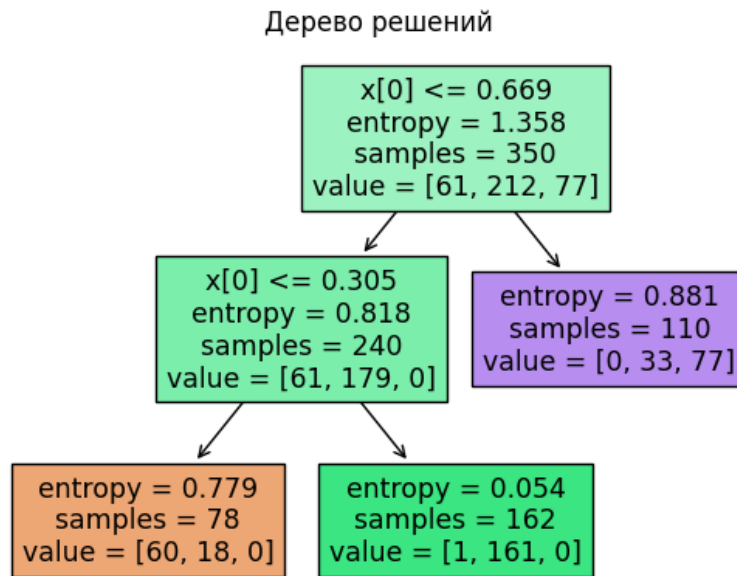 Дерево решений
x[0] <= 0.669
entropy = 1.358
samples = 350
value = [61, 212, 77]
x[0] <= 0.305
entropy = 0.818
samples = 240
value = [61, 179, 0]
entropy = 0.881
samples = 110
value = [0, 33, 77]
entropy = 0.779
samples = 78
value = [60, 18, 0]
entropy = 0.054
samples = 162
value = [1, 161, 0]